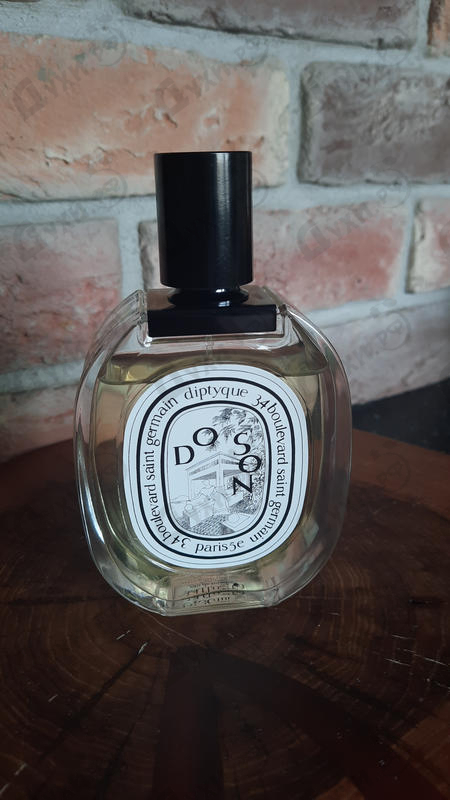 diptyque 34 boulevard saint germain paris 5e 34 boulevard saint germain
DO
SON